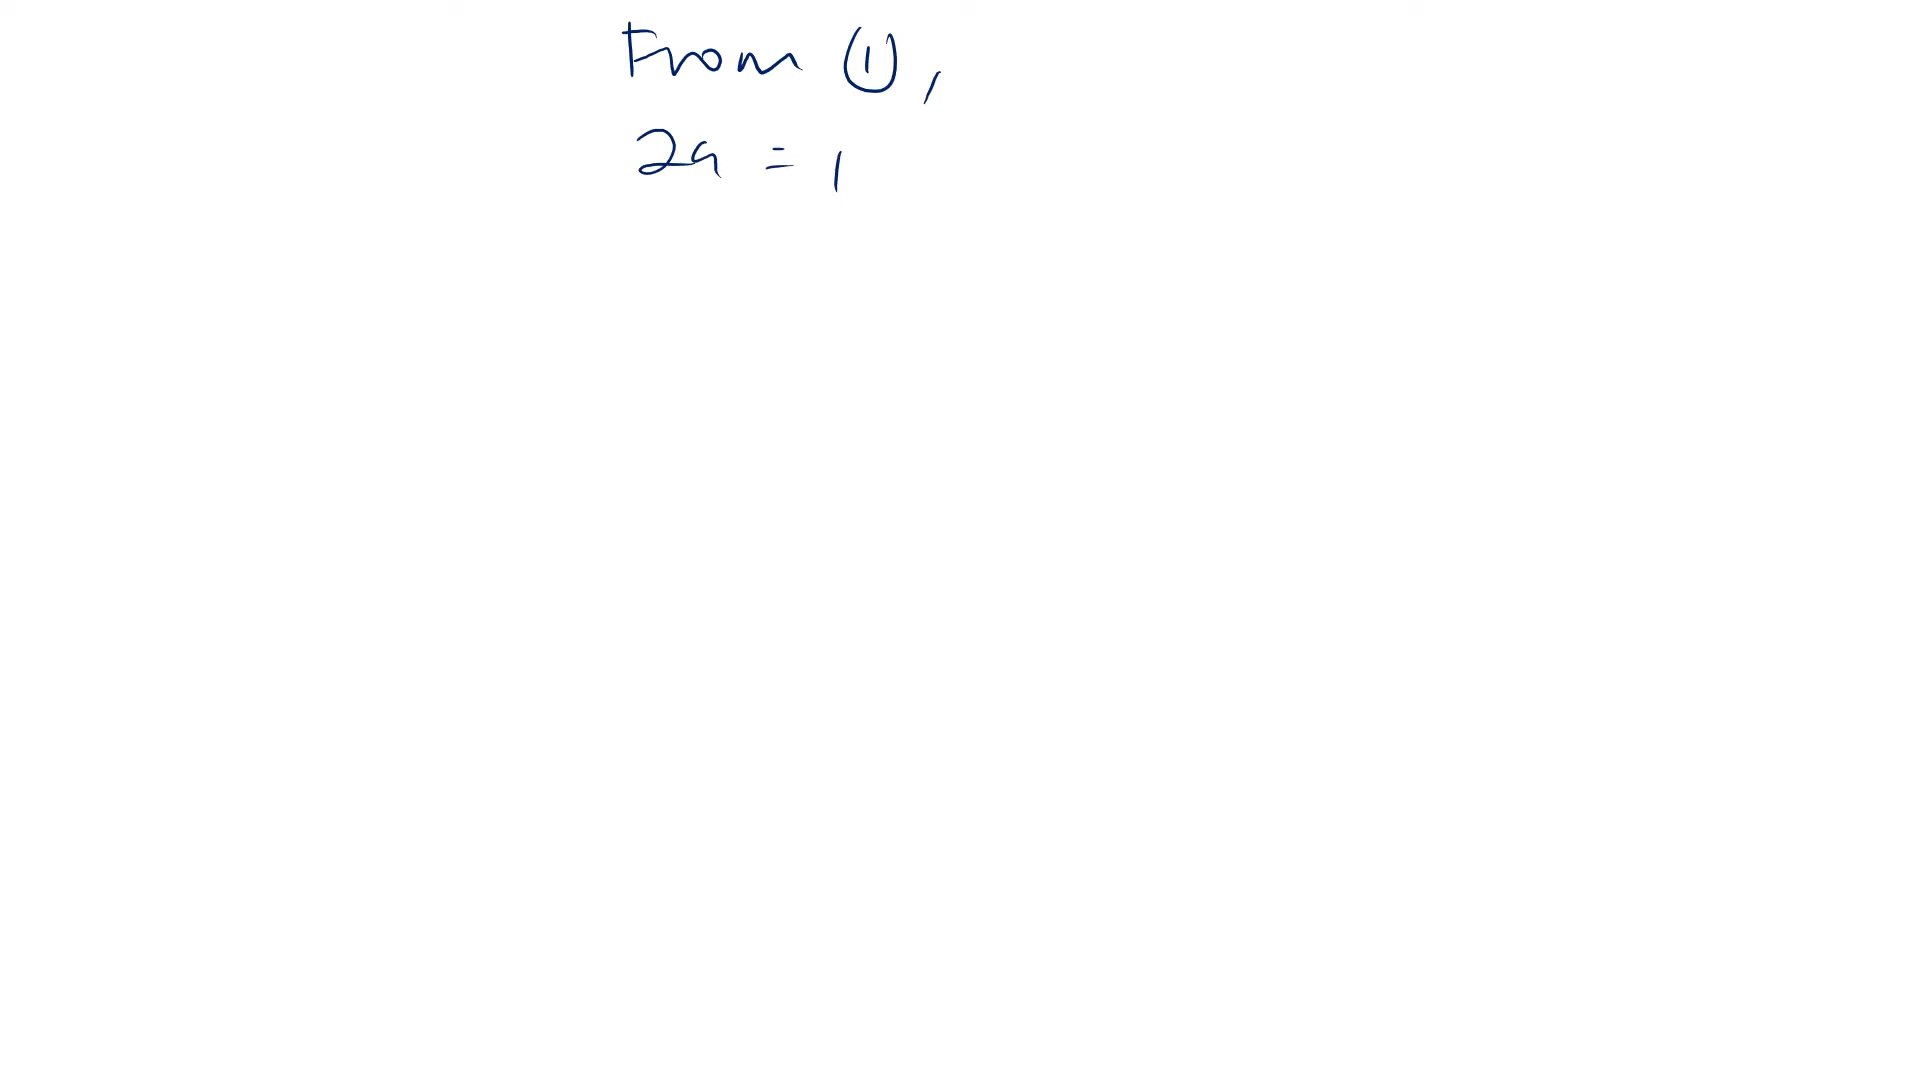 From ①,
2a = 1